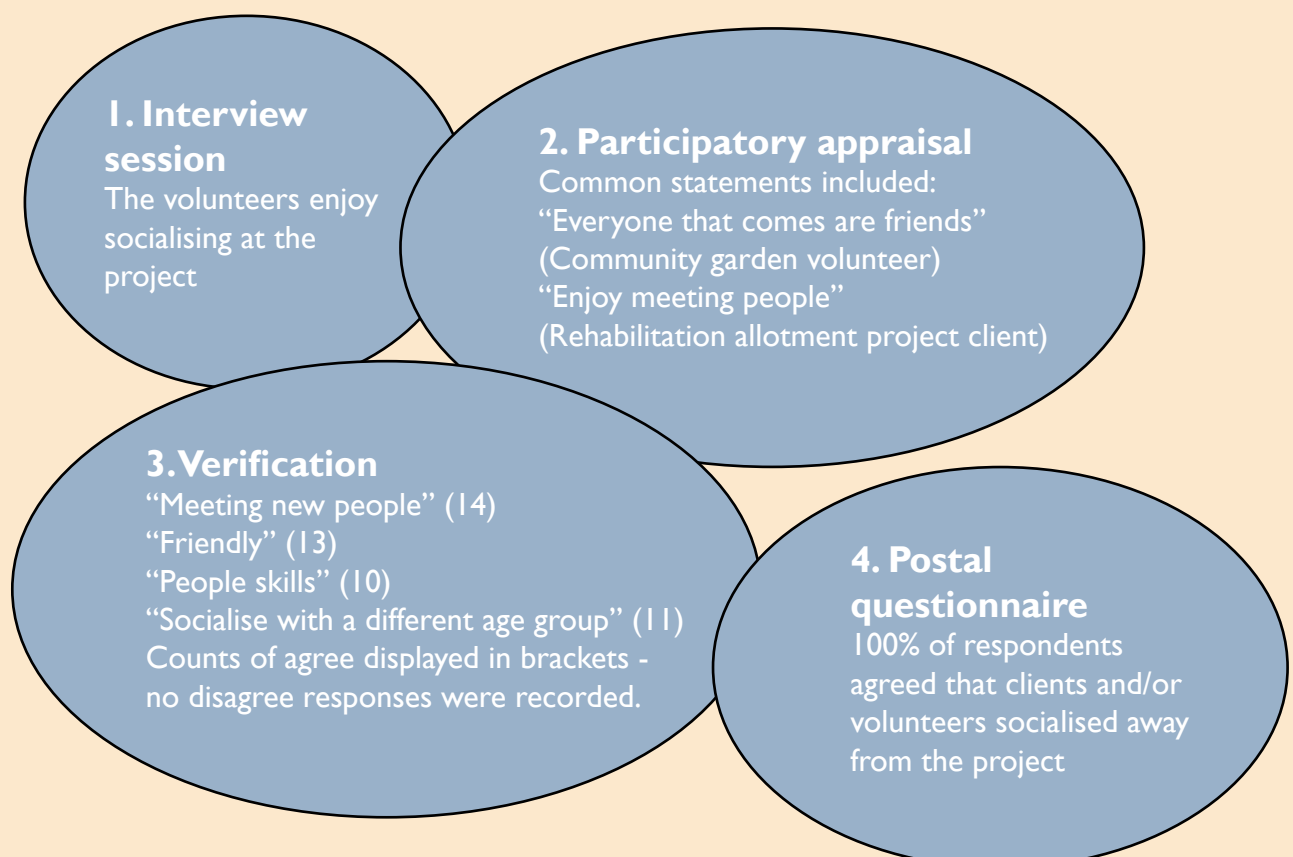 1. Interview
session
The volunteers enjoy
socialising at the
project
2. Participatory appraisal
Common statements included:
“Everyone that comes are friends”
(Community garden volunteer)
“Enjoy meeting people”
(Rehabilitation allotment project client)
3. Verification
“Meeting new people” (14)
“Friendly” (13)
“People skills” (10)
“Socialise with a different age group” (11)
Counts of agree displayed in brackets -
no disagree responses were recorded.
4. Postal
questionnaire
100% of respondents
agreed that clients and/or
volunteers socialised away
from the project